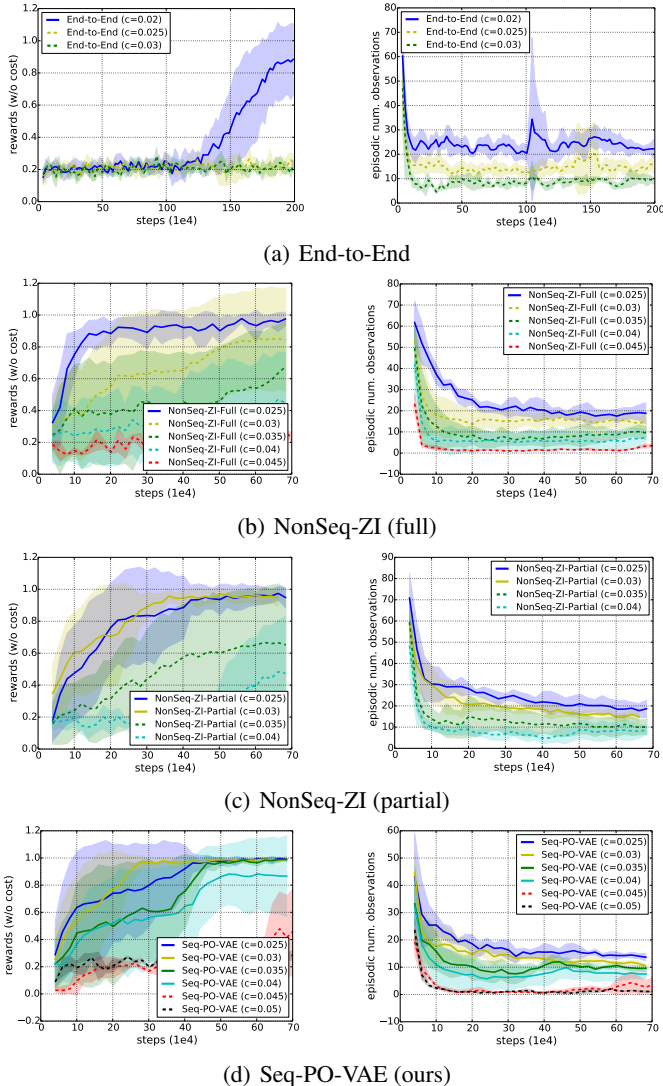 End-to-End (c=0.02)
End-to-End (c=0.025)
End-to-End (c=0.03)
rewards (w/o cost)
1.2
1.0
0.8
0.6
0.4
0.2
0.0
0 50 100 150 200
steps (1e4)
End-to-End (c=0.02)
End-to-End (c=0.025)
End-to-End (c=0.03)
episodic num. observations
80
70
60
50
40
30
20
10
0
0 50 100 150 200
steps (1e4)
(a) End-to-End
rewards (w/o cost)
1.2
1.0
0.8
0.6
0.4
0.2
0.0
NonSeq-ZI-Full (c=0.025)
NonSeq-ZI-Full (c=0.03)
NonSeq-ZI-Full (c=0.035)
NonSeq-ZI-Full (c=0.04)
NonSeq-ZI-Full (c=0.045)
0 10 20 30 40 50 60 70
steps (1e4)
episodic num. observations
80
70
60
50
40
30
20
10
0
−10
NonSeq-ZI-Full (c=0.025)
NonSeq-ZI-Full (c=0.03)
NonSeq-ZI-Full (c=0.035)
NonSeq-ZI-Full (c=0.04)
NonSeq-ZI-Full (c=0.045)
0 10 20 30 40 50 60 70
steps (1e4)
(b) NonSeq-ZI (full)
rewards (w/o cost)
1.2
1.0
0.8
0.6
0.4
0.2
0.0
NonSeq-ZI-Partial (c=0.025)
NonSeq-ZI-Partial (c=0.03)
NonSeq-ZI-Partial (c=0.035)
NonSeq-ZI-Partial (c=0.04)
0 10 20 30 40 50 60 70
steps (1e4)
episodic num. observations
90
80
70
60
50
40
30
20
10
0
NonSeq-ZI-Partial (c=0.025)
NonSeq-ZI-Partial (c=0.03)
NonSeq-ZI-Partial (c=0.035)
NonSeq-ZI-Partial (c=0.04)
0 10 20 30 40 50 60 70
steps (1e4)
(c) NonSeq-ZI (partial)
rewards (w/o cost)
1.2
1.0
0.8
0.6
0.4
0.2
0.0
−0.2
Seq-PO-VAE (c=0.025)
Seq-PO-VAE (c=0.03)
Seq-PO-VAE (c=0.035)
Seq-PO-VAE (c=0.04)
Seq-PO-VAE (c=0.045)
Seq-PO-VAE (c=0.05)
0 10 20 30 40 50 60 70
steps (1e4)
episodic num. observations
60
50
40
30
20
10
0
−10
Seq-PO-VAE (c=0.025)
Seq-PO-VAE (c=0.03)
Seq-PO-VAE (c=0.035)
Seq-PO-VAE (c=0.04)
Seq-PO-VAE (c=0.045)
Seq-PO-VAE (c=0.05)
0 10 20 30 40 50 60 70
steps (1e4)
(d) Seq-PO-VAE (ours)